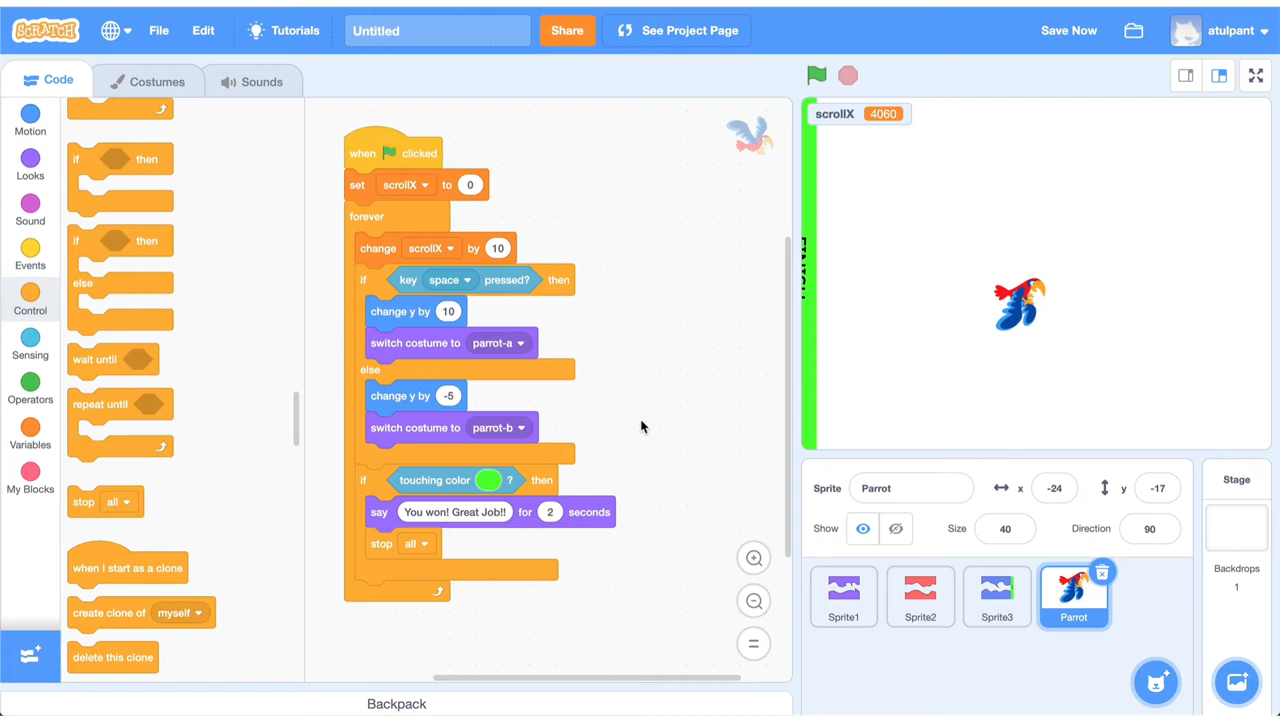 SCRATCH
File
Edit
Tutorials
Untitled
Share
See Project Page
Save Now
atulpant
Code
Costumes
Sounds
Motion
Looks
Sound
Events
Control
Sensing
Operators
Variables
My Blocks
if then
if then
else
wait until
repeat until
stop all
when I start as a clone
create clone of myself
delete this clone
when clicked
set scrollX to 0
forever
change scrollX by 10
if key space pressed? then
change y by 10
switch costume to parrot-a
else
change y by -5
switch costume to parrot-b
if touching color ? then
say You won! Great Job!! for 2 seconds
stop all
Backpack
scrollX 4060
Sprite Parrot x -24 y -17
Show Size 40 Direction 90
Sprite1
Sprite2
Sprite3
Parrot
Stage
Backdrops
1